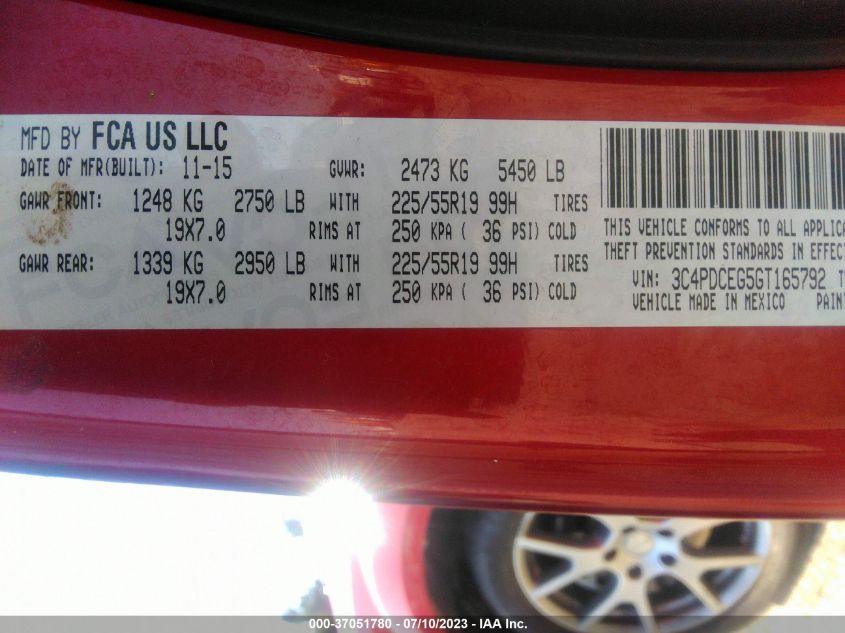 MFD BY FCA US LLC
DATE OF MFR(BUILT): 11-15 GVWR: 2473 KG 5450 LB
GAWR FRONT: 1248 KG 2750 LB WITH 225/55R19 99H TIRES
19X7.0 RIMS AT 250 KPA ( 36 PSI) COLD
GAWR REAR: 1339 KG 2950 LB WITH 225/55R19 99H TIRES
19X7.0 RIMS AT 250 KPA ( 36 PSI) COLD
THIS VEHICLE CONFORMS TO ALL APPLICA
THEFT PREVENTION STANDARDS IN EFFECT
VIN: 3C4PDCEG5GT165792 T
VEHICLE MADE IN MEXICO PAIN
000-37051780 - 07/10/2023 - IAA Inc.